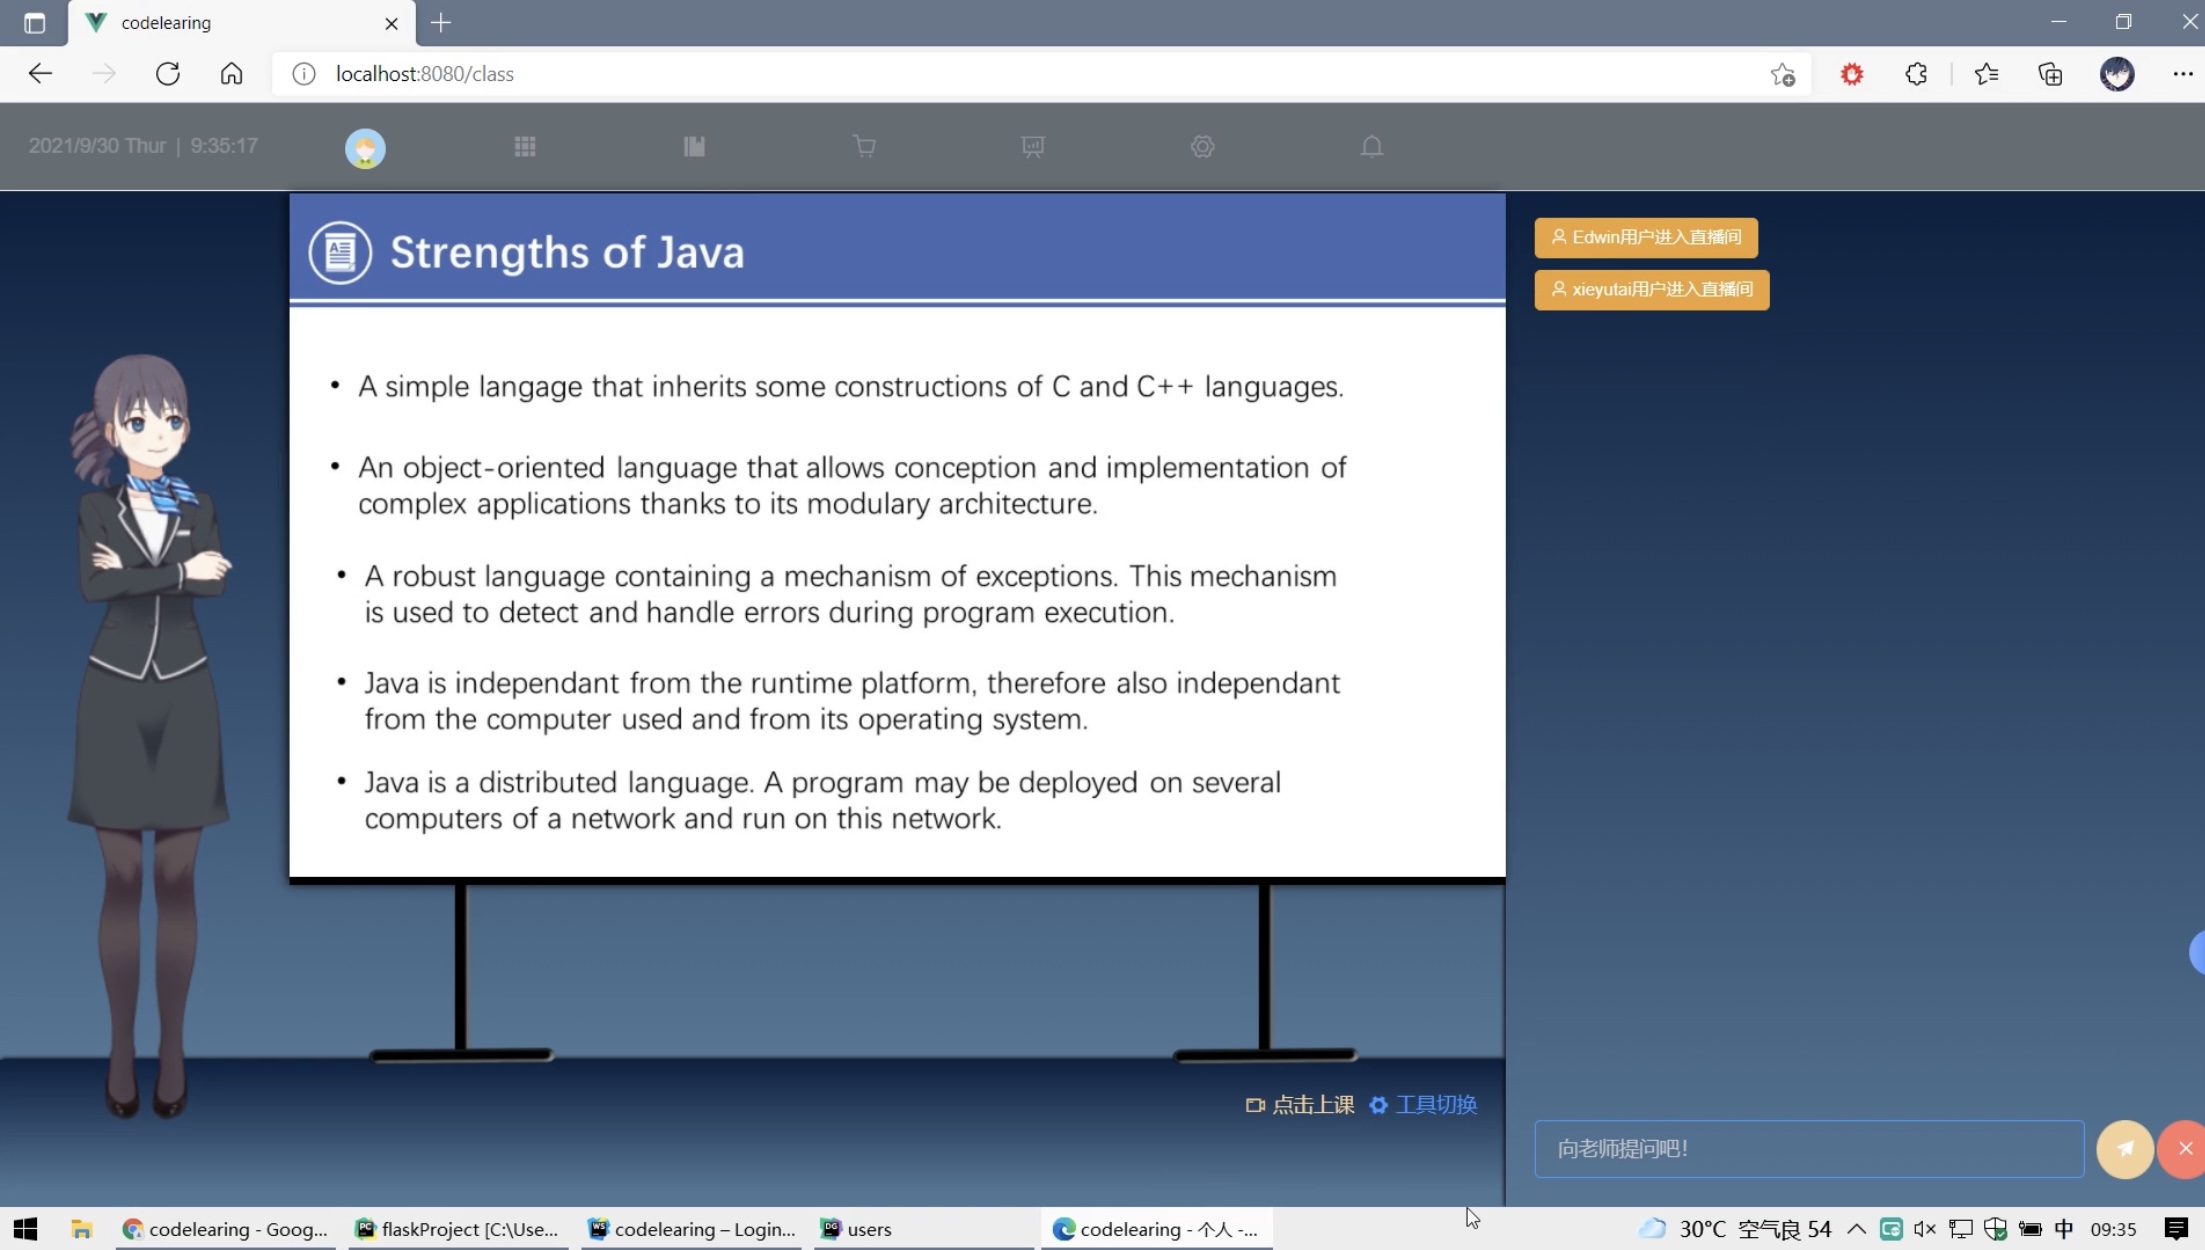 codelearing
localhost:8080/class
2021/9/30 Thur | 9:35:17
Strengths of Java
• A simple langage that inherits some constructions of C and C++ languages.
• An object-oriented language that allows conception and implementation of
complex applications thanks to its modulary architecture.
• A robust language containing a mechanism of exceptions. This mechanism
is used to detect and handle errors during program execution.
• Java is independant from the runtime platform, therefore also independant
from the computer used and from its operating system.
• Java is a distributed language. A program may be deployed on several
computers of a network and run on this network.
Edwin用户进入直播间
xieyutai用户进入直播间
点击上课 工具切换
向老师提问吧!
codelearing - Goog... flaskProject [C:\Use... codelearing – Login... users codelearing - 个人 -... 30°C 空气良 54 中 09:35